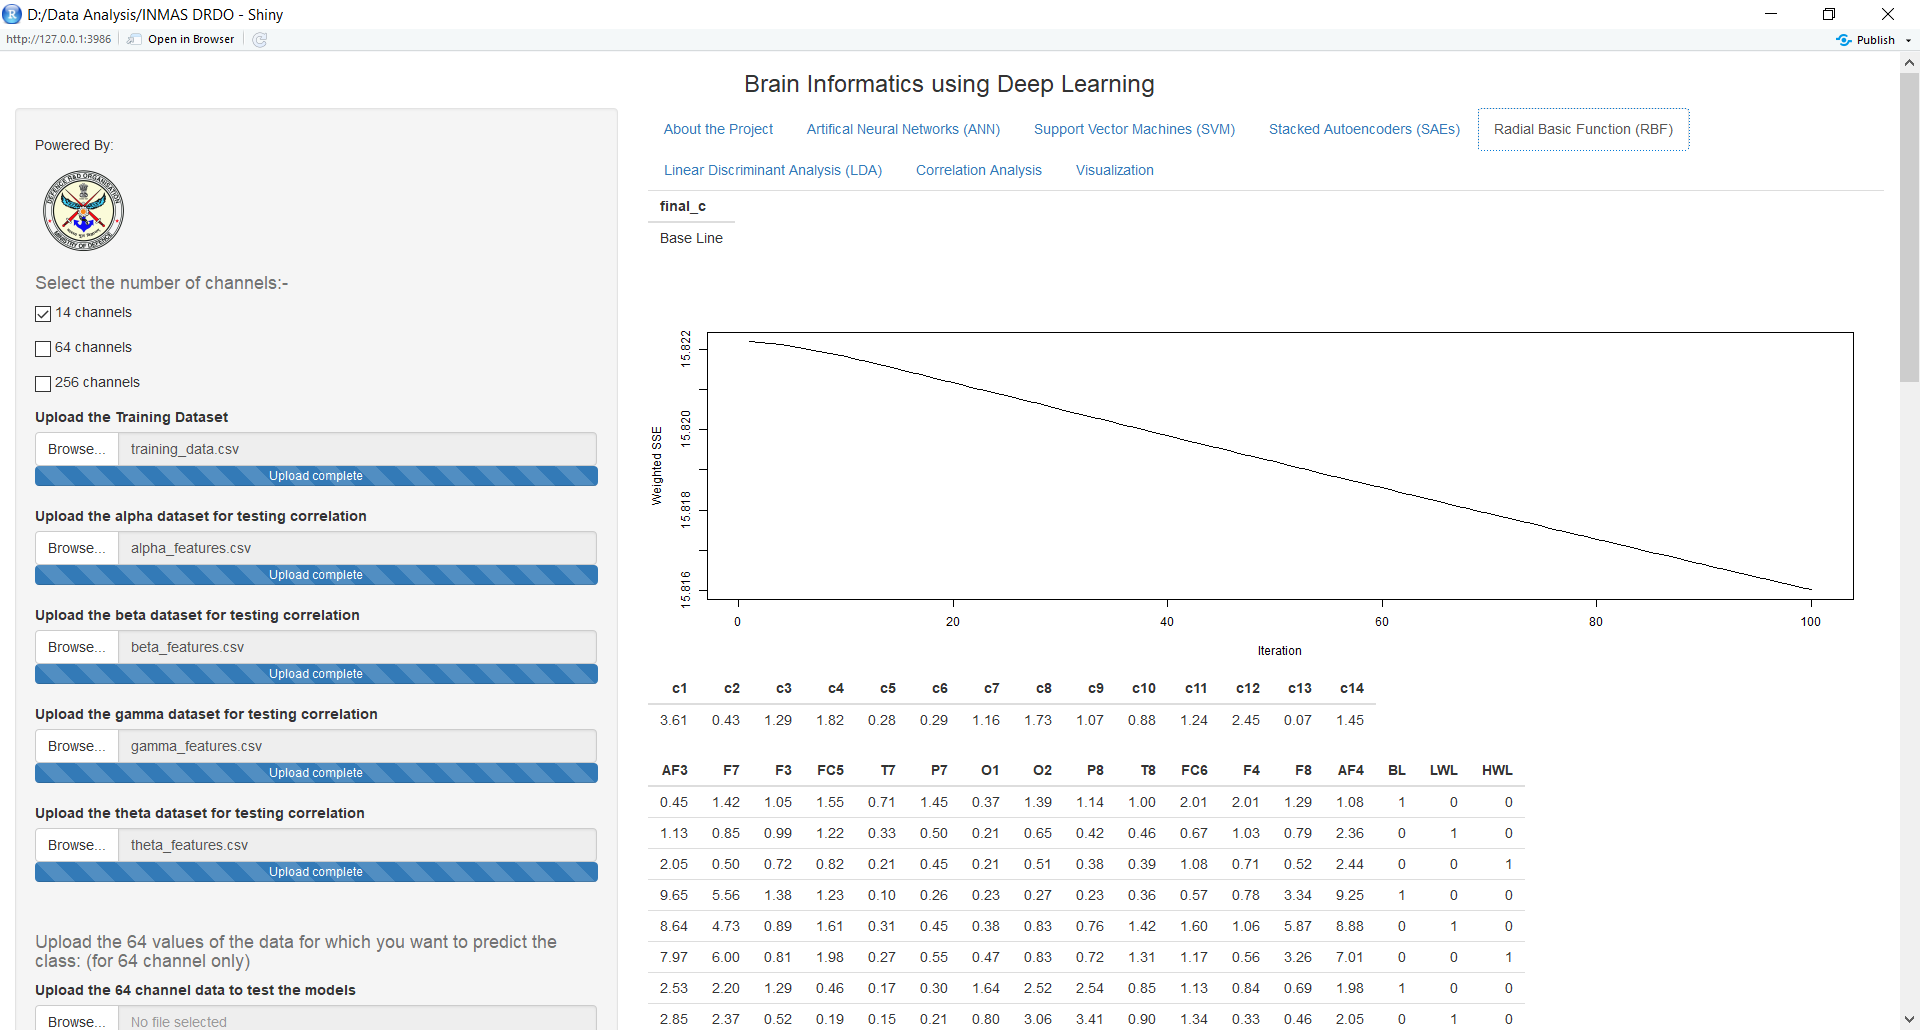 D:/Data Analysis/INMAS DRDO - Shiny
http://127.0.0.1:3986 Open in Browser Publish
Brain Informatics using Deep Learning
Powered By:
DEFENCE R&D ORGANISATION
MINISTRY OF DEFENCE
Select the number of channels:-
14 channels
64 channels
256 channels
Upload the Training Dataset
Browse... training_data.csv
Upload complete
Upload the alpha dataset for testing correlation
Browse... alpha_features.csv
Upload complete
Upload the beta dataset for testing correlation
Browse... beta_features.csv
Upload complete
Upload the gamma dataset for testing correlation
Browse... gamma_features.csv
Upload complete
Upload the theta dataset for testing correlation
Browse... theta_features.csv
Upload complete
Upload the 64 values of the data for which you want to predict the
class: (for 64 channel only)
Upload the 64 channel data to test the models
Browse... No file selected
About the Project Artifical Neural Networks (ANN) Support Vector Machines (SVM) Stacked Autoencoders (SAEs) Radial Basic Function (RBF)
Linear Discriminant Analysis (LDA) Correlation Analysis Visualization
final_c
Base Line
Weighted SSE
15.822
15.820
15.818
15.816
0 20 40 60 80 100
Iteration
c1 c2 c3 c4 c5 c6 c7 c8 c9 c10 c11 c12 c13 c14
3.61 0.43 1.29 1.82 0.28 0.29 1.16 1.73 1.07 0.88 1.24 2.45 0.07 1.45
AF3 F7 F3 FC5 T7 P7 O1 O2 P8 T8 FC6 F4 F8 AF4 BL LWL HWL
0.45 1.42 1.05 1.55 0.71 1.45 0.37 1.39 1.14 1.00 2.01 2.01 1.29 1.08 1 0 0
1.13 0.85 0.99 1.22 0.33 0.50 0.21 0.65 0.42 0.46 0.67 1.03 0.79 2.36 0 1 0
2.05 0.50 0.72 0.82 0.21 0.45 0.21 0.51 0.38 0.39 1.08 0.71 0.52 2.44 0 0 1
9.65 5.56 1.38 1.23 0.10 0.26 0.23 0.27 0.23 0.36 0.57 0.78 3.34 9.25 1 0 0
8.64 4.73 0.89 1.61 0.31 0.45 0.38 0.83 0.76 1.42 1.60 1.06 5.87 8.88 0 1 0
7.97 6.00 0.81 1.98 0.27 0.55 0.47 0.83 0.72 1.31 1.17 0.56 3.26 7.01 0 0 1
2.53 2.20 1.29 0.46 0.17 0.30 1.64 2.52 2.54 0.85 1.13 0.84 0.69 1.98 1 0 0
2.85 2.37 0.52 0.19 0.15 0.21 0.80 3.06 3.41 0.90 1.34 0.33 0.46 2.05 0 1 0